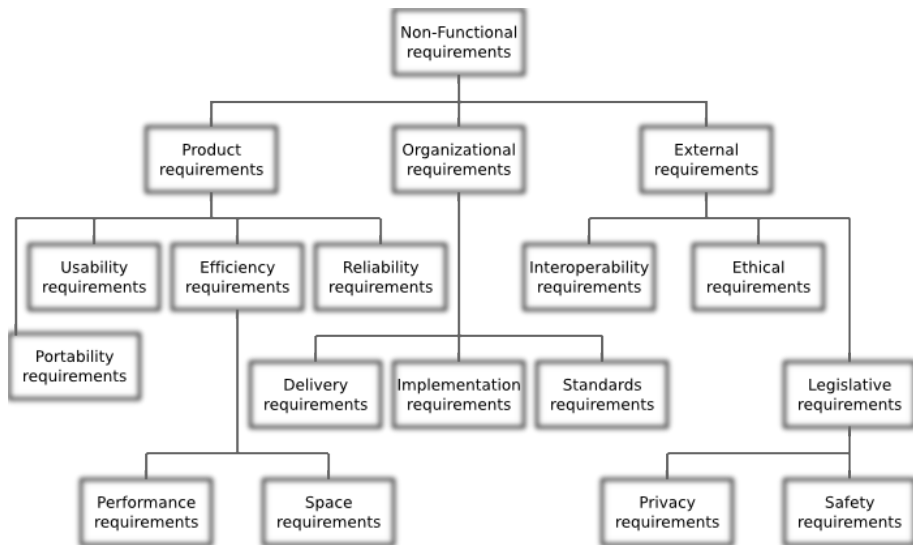 Non-Functional
requirements
Product
requirements
Organizational
requirements
External
requirements
Usability
requirements
Efficiency
requirements
Reliability
requirements
Interoperability
requirements
Ethical
requirements
Portability
requirements
Delivery
requirements
Implementation
requirements
Standards
requirements
Legislative
requirements
Performance
requirements
Space
requirements
Privacy
requirements
Safety
requirements